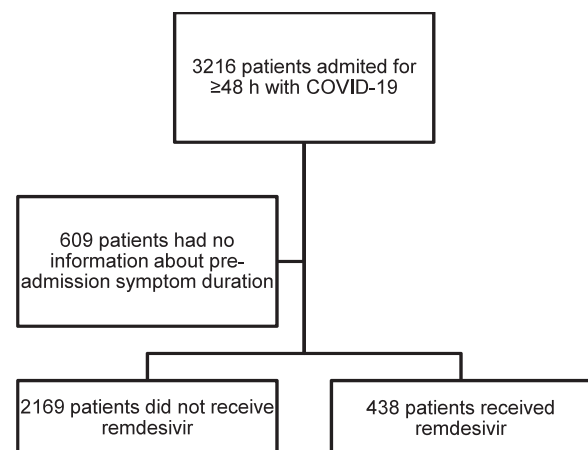 3216 patients admited for
≥48 h with COVID-19
609 patients had no
information about pre-
admission symptom duration
2169 patients did not receive
remdesivir
438 patients received
remdesivir